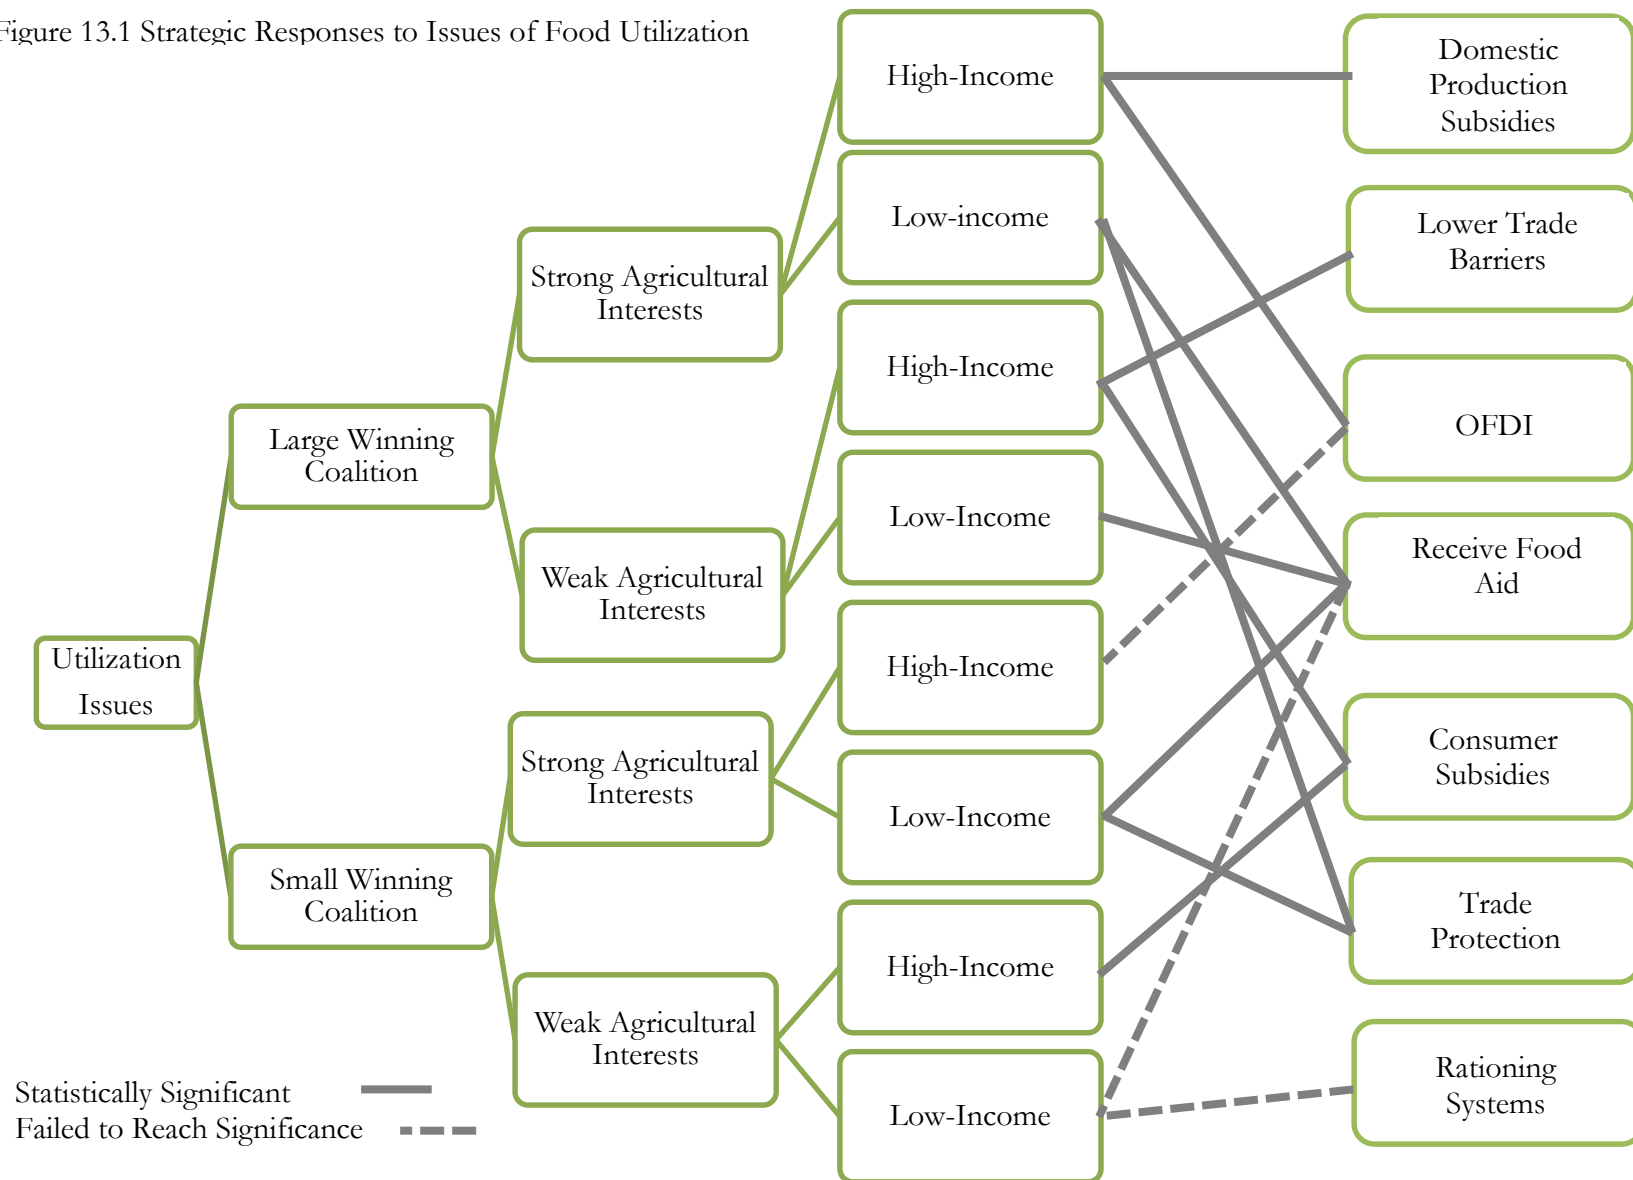 Figure 13.1 Strategic Responses to Issues of Food Utilization
Utilization
Issues
Large Winning
Coalition
Small Winning
Coalition
Strong Agricultural
Interests
Weak Agricultural
Interests
Strong Agricultural
Interests
Weak Agricultural
Interests
High-Income
Low-income
High-Income
Low-Income
High-Income
Low-Income
High-Income
Low-Income
Domestic
Production
Subsidies
Lower Trade
Barriers
OFDI
Receive Food
Aid
Consumer
Subsidies
Trade
Protection
Rationing
Systems
Statistically Significant
Failed to Reach Significance